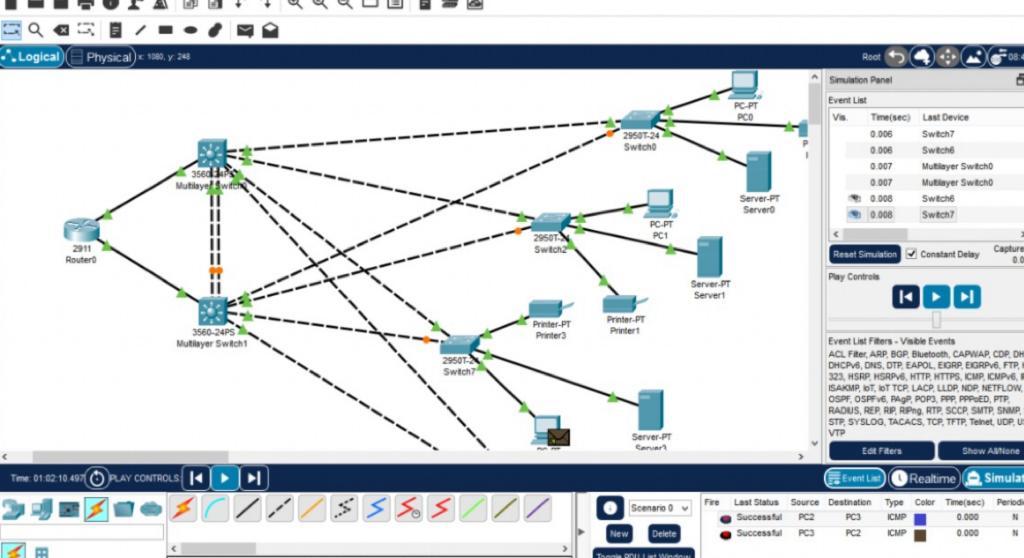 Logical
Physical
x: 1080, y: 248
Root
08:4
Simulation Panel
Event List
Vis. Time(sec) Last Device
0.006 Switch7
0.006 Switch6
0.007 Multilayer Switch0
0.007 Multilayer Switch0
0.008 Switch6
0.008 Switch7
Reset Simulation
Constant Delay
Capture
0.0
Play Controls
Event List Filters - Visible Events
ACL Filter, ARP, BGP, Bluetooth, CAPWAP, CDP, DH
DHCPv6, DNS, DTP, EAPOL, EIGRP, EIGRPv6, FTP, H
323, HSRP, HSRPv6, HTTP, HTTPS, ICMP, ICMPv6, I
ISAKMP, IoT, IoT TCP, LACP, LLDP, NDP, NETFLOW,
OSPF, OSPFv6, PAgP, POP3, PPP, PPPoED, PTP,
RADIUS, REP, RIP, RIPng, RTP, SCCP, SMTP, SNMP,
STP, SYSLOG, TACACS, TCP, TFTP, Telnet, UDP, U
VTP
Edit Filters
Show All/None
PC-PT
PC0
2950T-24
Switch0
Server-PT
Server0
3560-24PS
Multilayer Switch0
2911
Router0
PC-PT
PC1
2950T-24
Switch2
Server-PT
Server1
3560-24PS
Multilayer Switch1
Printer-PT
Printer3
Printer-PT
Printer1
2950T-24
Switch7
Server-PT
Server3
PC-PT
Time: 01:02:10.497
PLAY CONTROLS:
Event List
Realtime
Simulat
Scenario 0
New
Delete
Toggle PDU List Window
Fire Last Status Source Destination Type Color Time(sec) Periodi
Successful PC2 PC3 ICMP 0.000 N
Successful PC3 PC2 ICMP 0.000 N